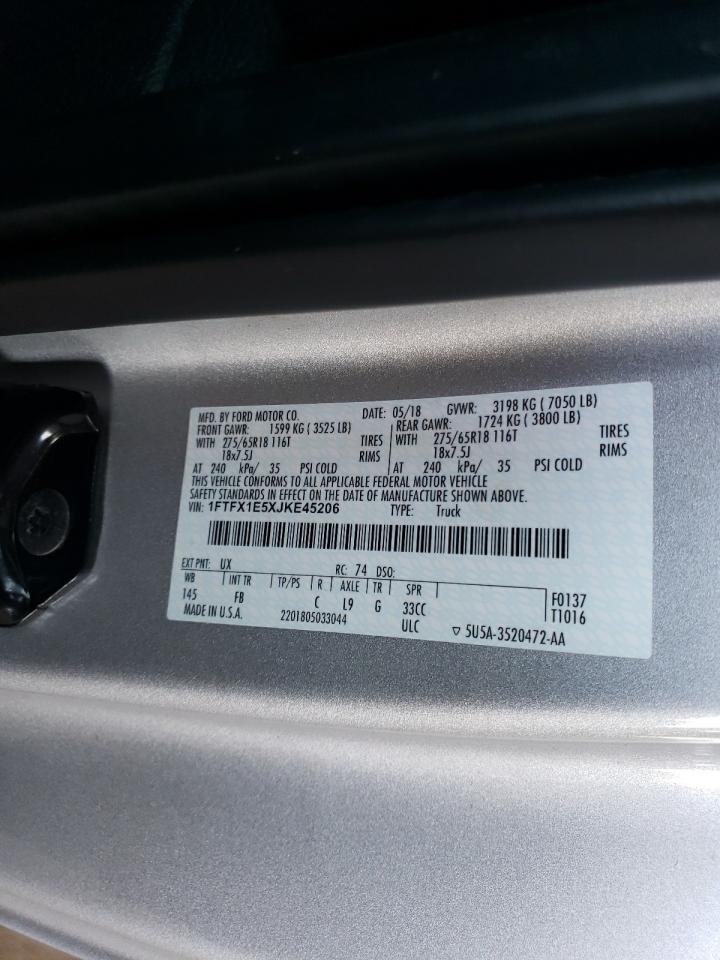 MFD. BY FORD MOTOR CO. DATE: 05/18 GVWR: 3198 KG ( 7050 LB)
FRONT GAWR: 1599 KG ( 3525 LB) REAR GAWR: 1724 KG ( 3800 LB)
WITH 275/65R18 116T TIRES WITH 275/65R18 116T TIRES
18x7.5J RIMS 18x7.5J RIMS
AT 240 kPa/ 35 PSI COLD AT 240 kPa/ 35 PSI COLD
THIS VEHICLE CONFORMS TO ALL APPLICABLE FEDERAL MOTOR VEHICLE
SAFETY STANDARDS IN EFFECT ON THE DATE OF MANUFACTURE SHOWN ABOVE.
VIN: 1FTFX1E5XJKE45206 TYPE: Truck
EXT PNT: UX RC: 74 DSO:
WB INT TR TP/PS R AXLE TR SPR
145 FB C L9 G 33CC F0137
MADE IN U.S.A. 2201805033044 ULC T1016
▽ 5U5A-3520472-AA